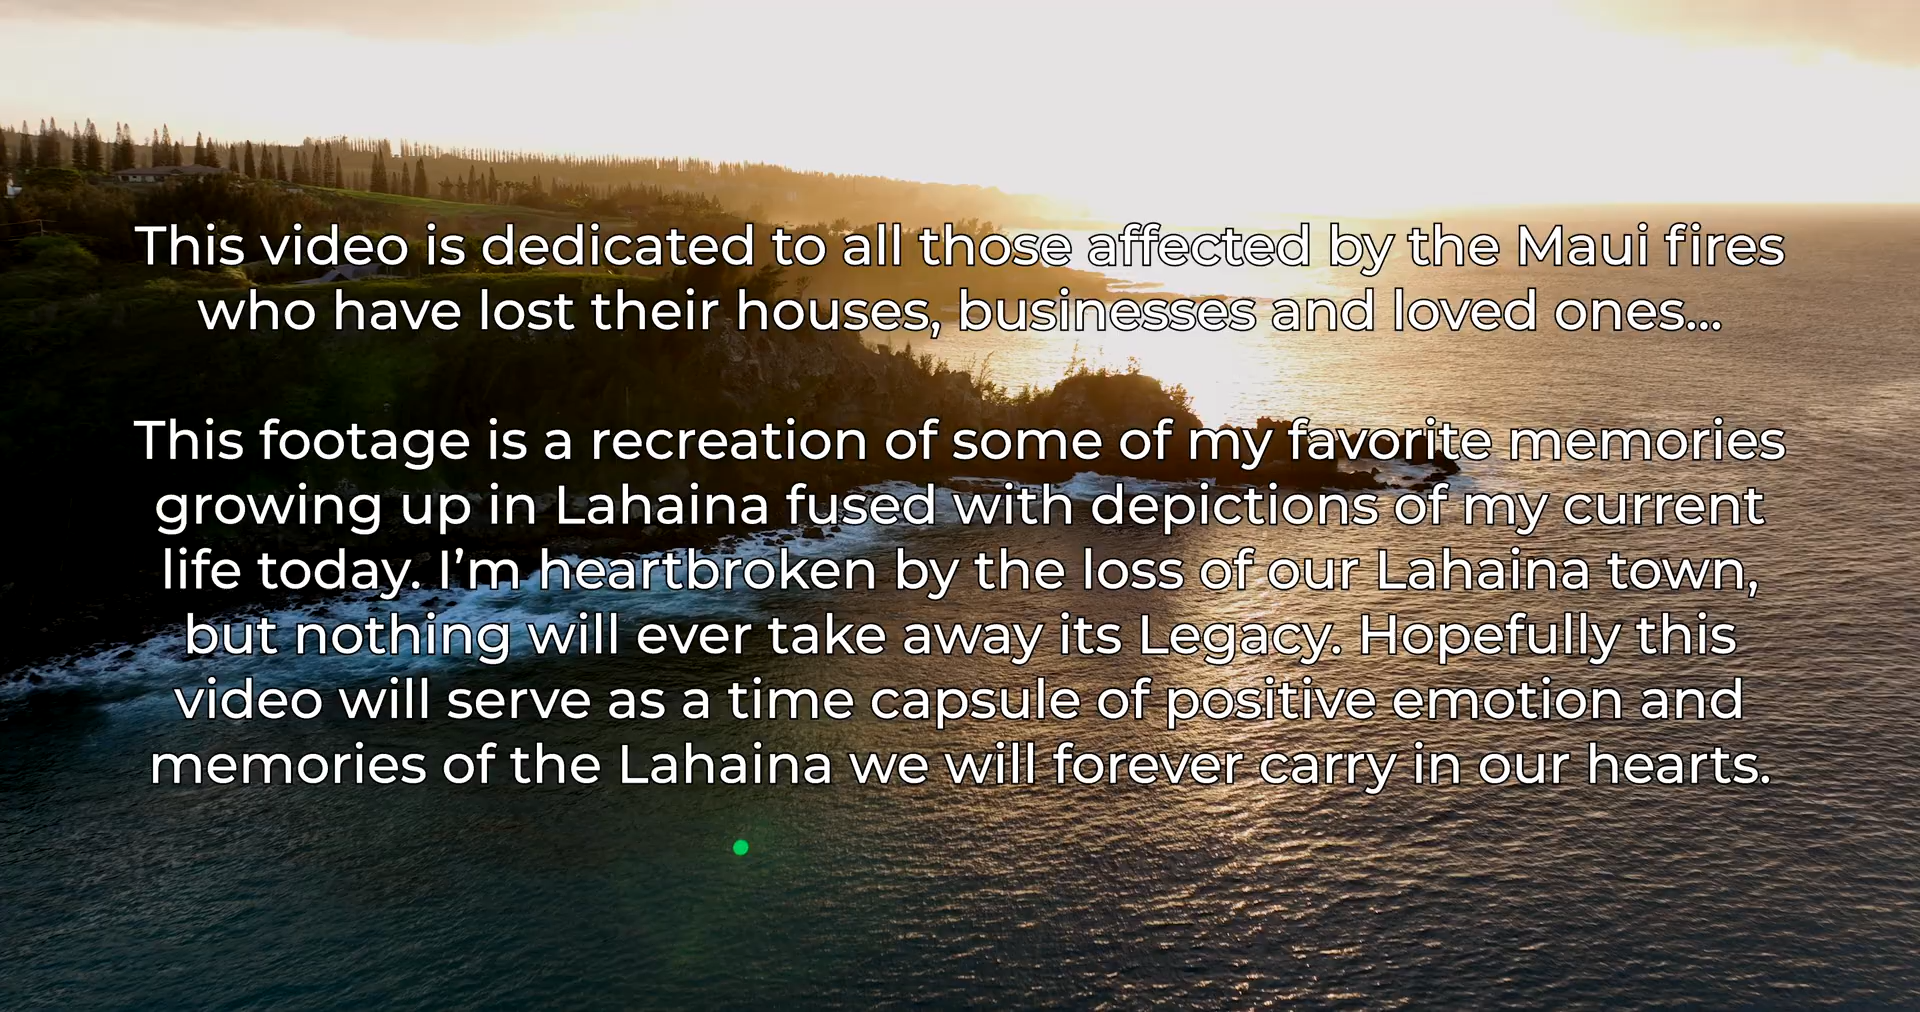 This video is dedicated to all those affected by the Maui fires
who have lost their houses, businesses and loved ones...
This footage is a recreation of some of my favorite memories
growing up in Lahaina fused with depictions of my current
life today. I’m heartbroken by the loss of our Lahaina town,
but nothing will ever take away its Legacy. Hopefully this
video will serve as a time capsule of positive emotion and
memories of the Lahaina we will forever carry in our hearts.